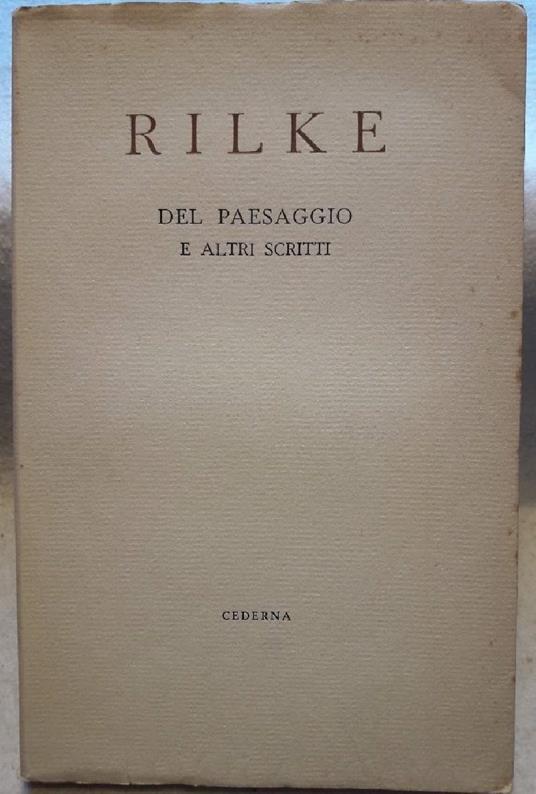 RILKE
DEL PAESAGGIO
E ALTRI SCRITTI
CEDERNA